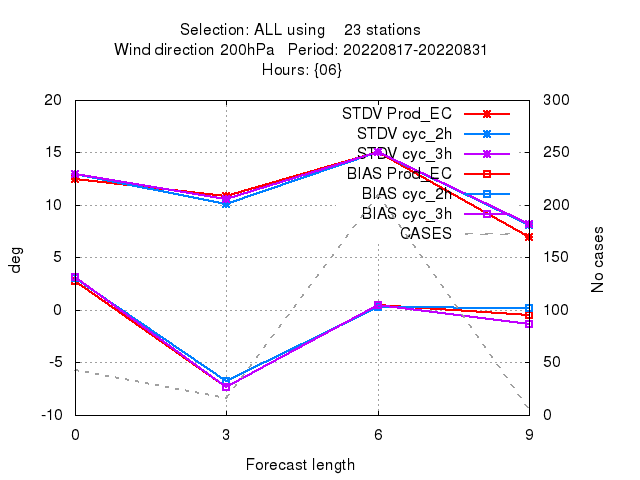 Selection: ALL using 23 stations
Wind direction 200hPa Period: 20220817-20220831
Hours: {06}
20 300
STDV Prod_EC
STDV cyc_2h
15 250
STDV cyc_3h
BIAS Prod_EC
BIAS cyc_2h
10 200
BIAS cyc_3h
CASES
deg
No cases
5 150
0 100
-5 50
-10 0
0 3 6 9
Forecast length